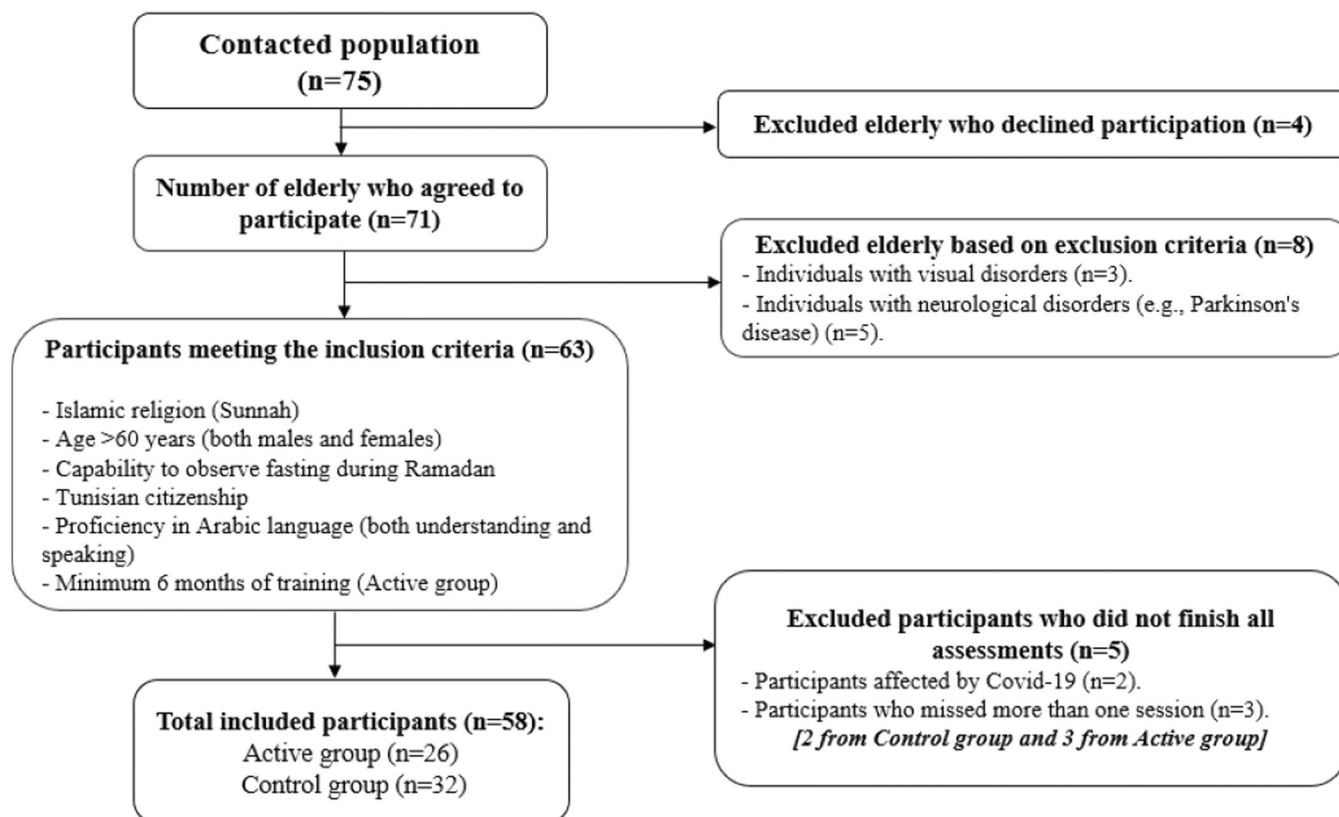 Contacted population
(n=75)
Excluded elderly who declined participation (n=4)
Number of elderly who agreed to
participate (n=71)
Excluded elderly based on exclusion criteria (n=8)
- Individuals with visual disorders (n=3).
- Individuals with neurological disorders (e.g., Parkinson's
disease) (n=5).
Participants meeting the inclusion criteria (n=63)
- Islamic religion (Sunnah)
- Age >60 years (both males and females)
- Capability to observe fasting during Ramadan
- Tunisian citizenship
- Proficiency in Arabic language (both understanding and
speaking)
- Minimum 6 months of training (Active group)
Excluded participants who did not finish all
assessments (n=5)
- Participants affected by Covid-19 (n=2).
- Participants who missed more than one session (n=3).
[2 from Control group and 3 from Active group]
Total included participants (n=58):
Active group (n=26)
Control group (n=32)